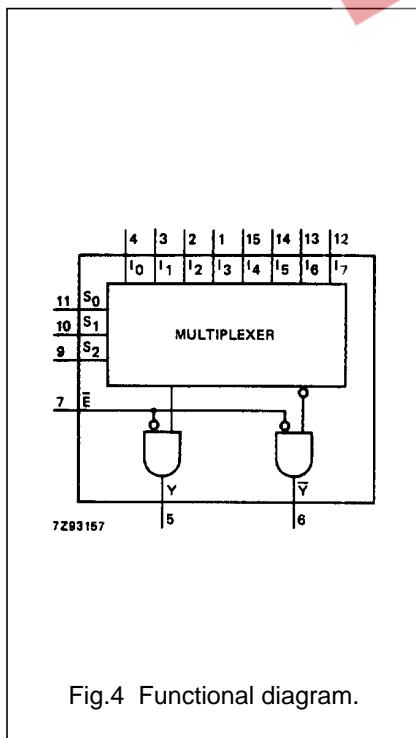 4 3 2 1 15 14 13 12
I0 I1 I2 I3 I4 I5 I6 I7
11 S0
10 S1
9 S2
MULTIPLEXER
7 E̅
Y Y̅
5 6
7Z93157
Fig.4 Functional diagram.